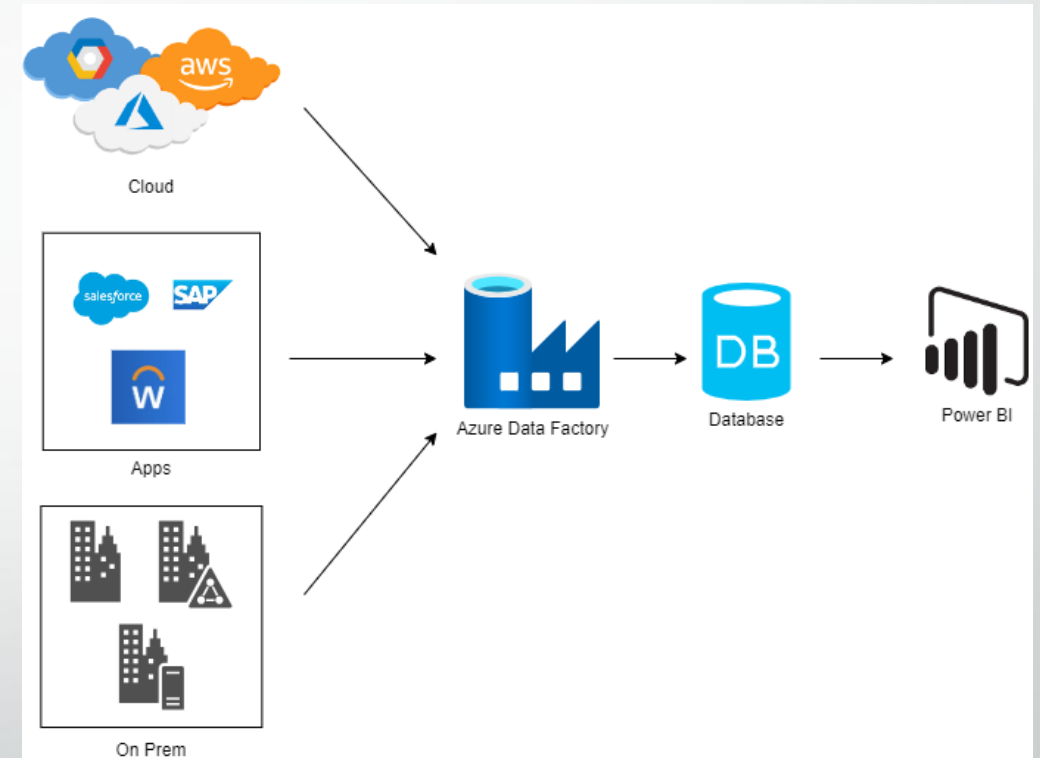 aws
Cloud
salesforce
SAP
W
Apps
Azure Data Factory
DB
Database
Power BI
On Prem